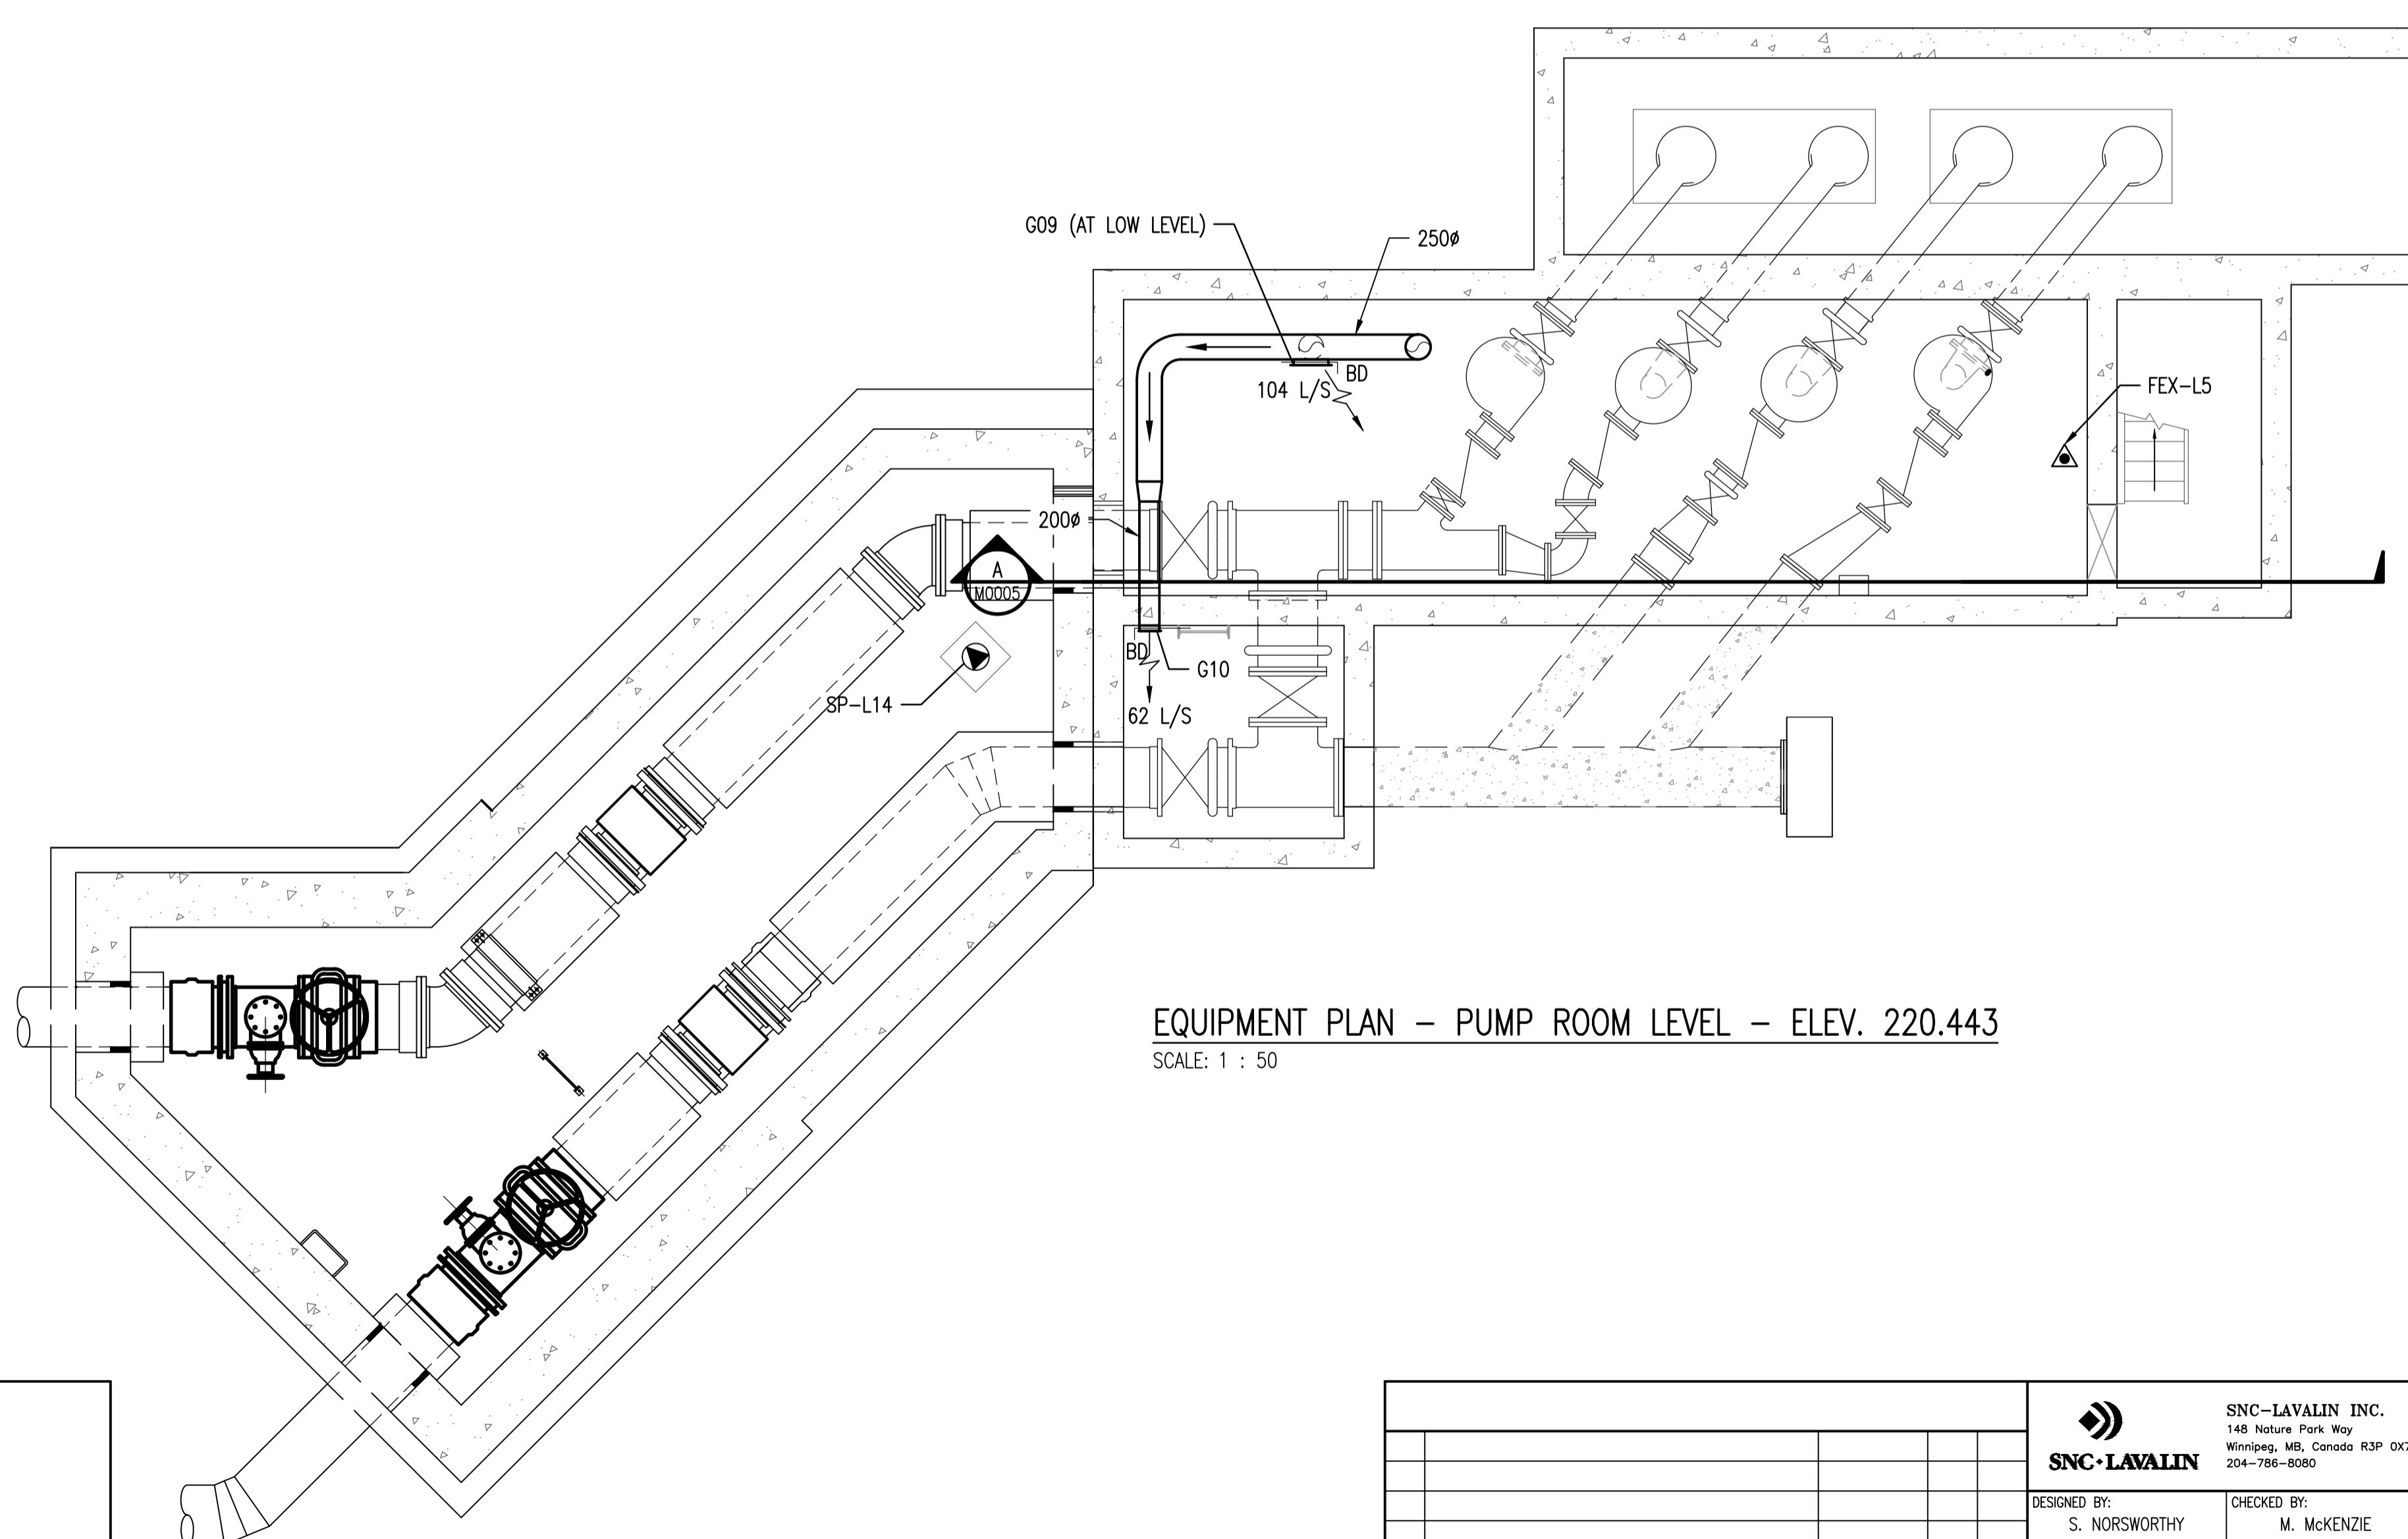 G09 (AT LOW LEVEL)
250ø
BD
104 L/S
FEX-L5
200ø
A
M0005
BD
G10
SP-L14
62 L/S
EQUIPMENT PLAN - PUMP ROOM LEVEL - ELEV. 220.443
SCALE: 1 : 50
SNC-LAVALIN
SNC-LAVALIN INC.
148 Nature Park Way
Winnipeg, MB, Canada R3P 0X7
204-786-8080
DESIGNED BY:
S. NORSWORTHY
CHECKED BY:
M. McKENZIE